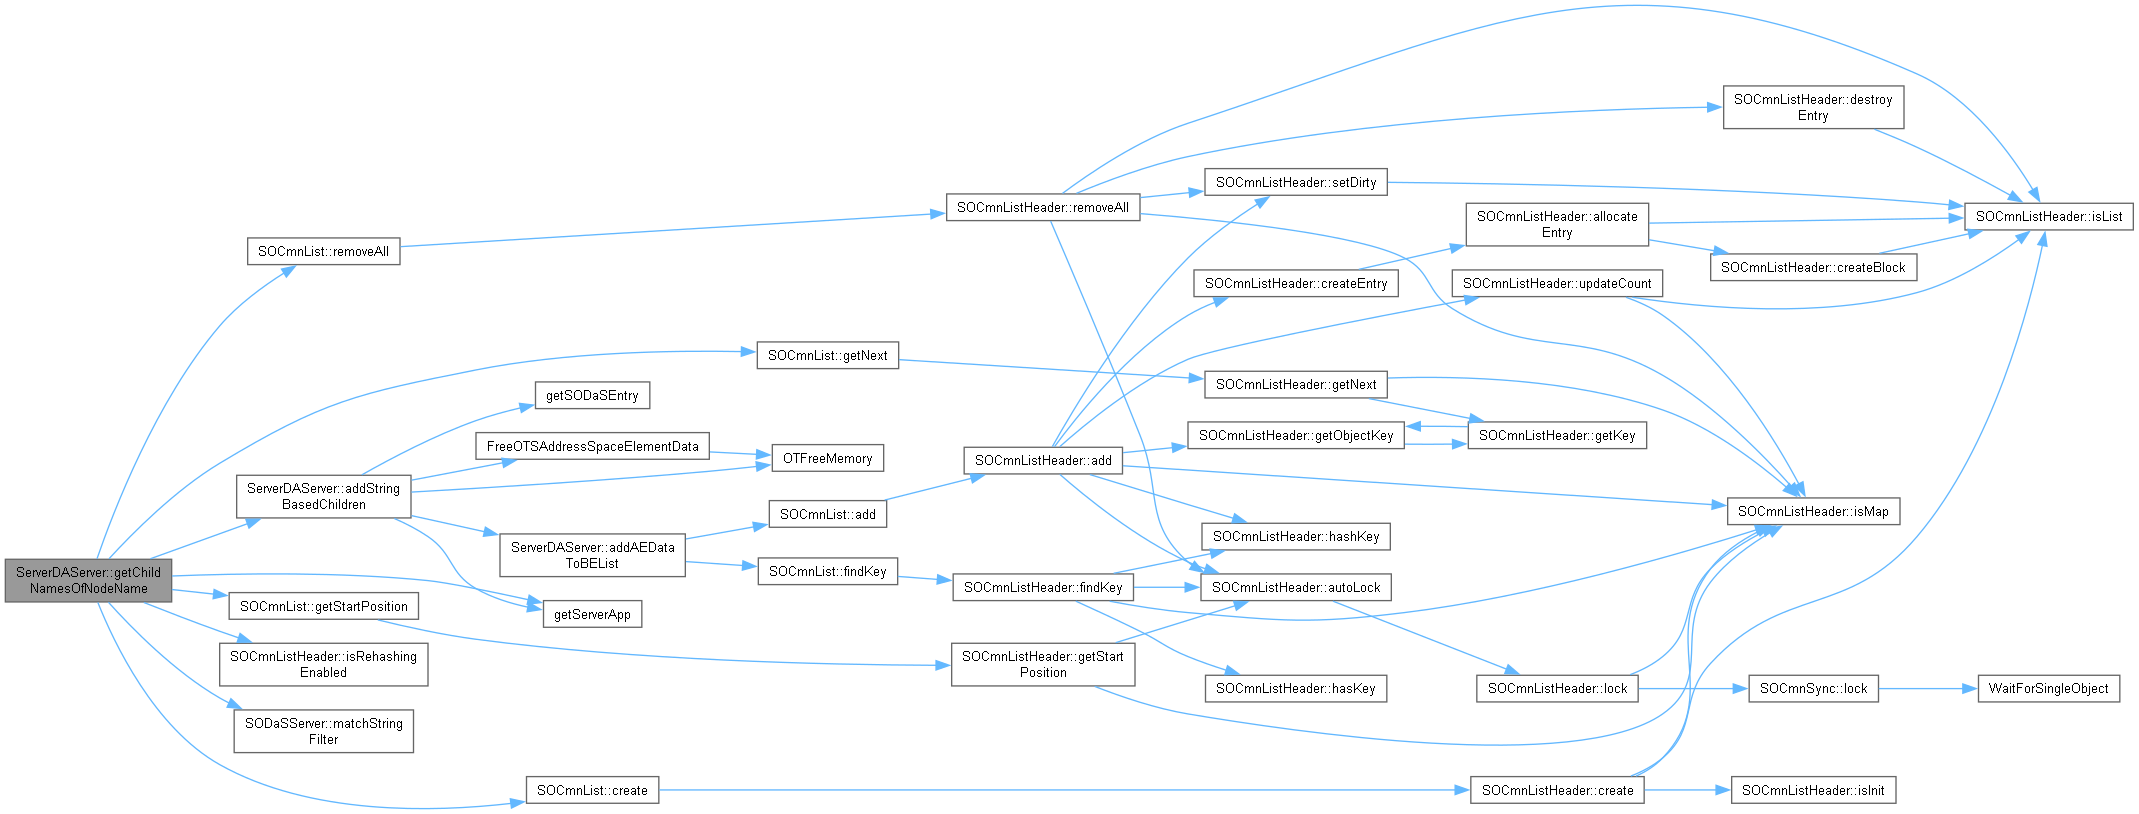 ServerDAServer::getChild
NamesOfNodeName
SOCmnList::removeAll
SOCmnListHeader::removeAll
SOCmnListHeader::destroy
Entry
SOCmnListHeader::setDirty
SOCmnListHeader::isList
SOCmnListHeader::allocate
Entry
SOCmnListHeader::createBlock
SOCmnListHeader::createEntry
SOCmnListHeader::updateCount
SOCmnList::getNext
SOCmnListHeader::getNext
getSODaSEntry
FreeOTSAddressSpaceElementData
OTFreeMemory
SOCmnListHeader::getObjectKey
SOCmnListHeader::getKey
SOCmnListHeader::add
ServerDAServer::addString
BasedChildren
SOCmnList::add
SOCmnListHeader::isMap
SOCmnListHeader::hashKey
ServerDAServer::addAEData
ToBEList
SOCmnList::findKey
SOCmnListHeader::findKey
SOCmnListHeader::autoLock
SOCmnList::getStartPosition
getServerApp
SOCmnListHeader::isRehashing
Enabled
SOCmnListHeader::getStart
Position
SOCmnListHeader::hasKey
SOCmnListHeader::lock
SOCmnSync::lock
WaitForSingleObject
SODaSServer::matchString
Filter
SOCmnList::create
SOCmnListHeader::create
SOCmnListHeader::isInit